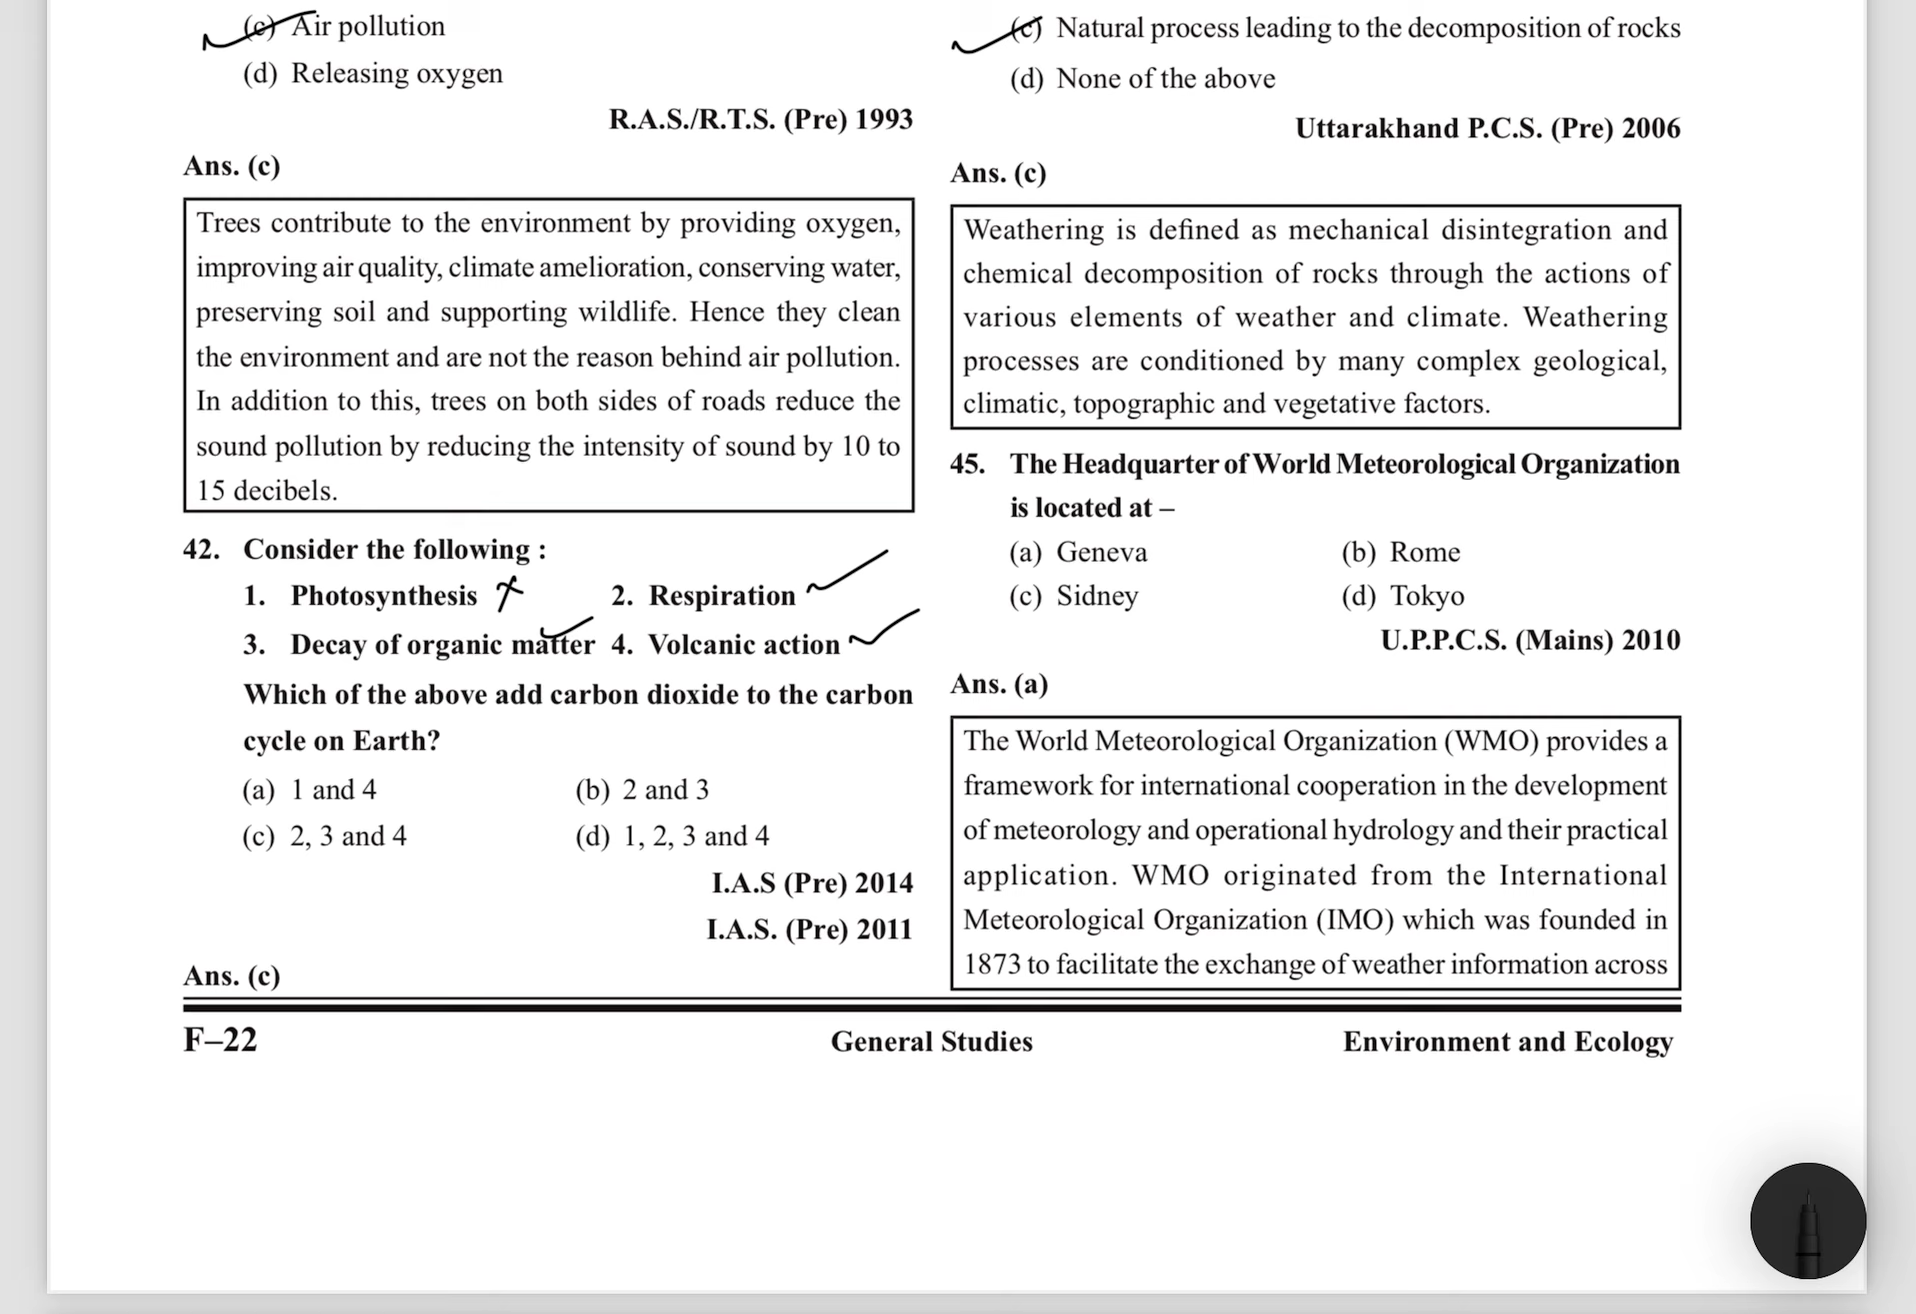 (c) Air pollution
(d) Releasing oxygen
R.A.S./R.T.S. (Pre) 1993
Ans. (c)
Trees contribute to the environment by providing oxygen,
improving air quality, climate amelioration, conserving water,
preserving soil and supporting wildlife. Hence they clean
the environment and are not the reason behind air pollution.
In addition to this, trees on both sides of roads reduce the
sound pollution by reducing the intensity of sound by 10 to
15 decibels.
42. Consider the following :
1. Photosynthesis 2. Respiration
3. Decay of organic matter 4. Volcanic action
Which of the above add carbon dioxide to the carbon
cycle on Earth?
(a) 1 and 4 (b) 2 and 3
(c) 2, 3 and 4 (d) 1, 2, 3 and 4
I.A.S (Pre) 2014
I.A.S. (Pre) 2011
Ans. (c)
(c) Natural process leading to the decomposition of rocks
(d) None of the above
Uttarakhand P.C.S. (Pre) 2006
Ans. (c)
Weathering is defined as mechanical disintegration and
chemical decomposition of rocks through the actions of
various elements of weather and climate. Weathering
processes are conditioned by many complex geological,
climatic, topographic and vegetative factors.
45. The Headquarter of World Meteorological Organization
is located at –
(a) Geneva (b) Rome
(c) Sidney (d) Tokyo
U.P.P.C.S. (Mains) 2010
Ans. (a)
The World Meteorological Organization (WMO) provides a
framework for international cooperation in the development
of meteorology and operational hydrology and their practical
application. WMO originated from the International
Meteorological Organization (IMO) which was founded in
1873 to facilitate the exchange of weather information across
F–22 General Studies Environment and Ecology